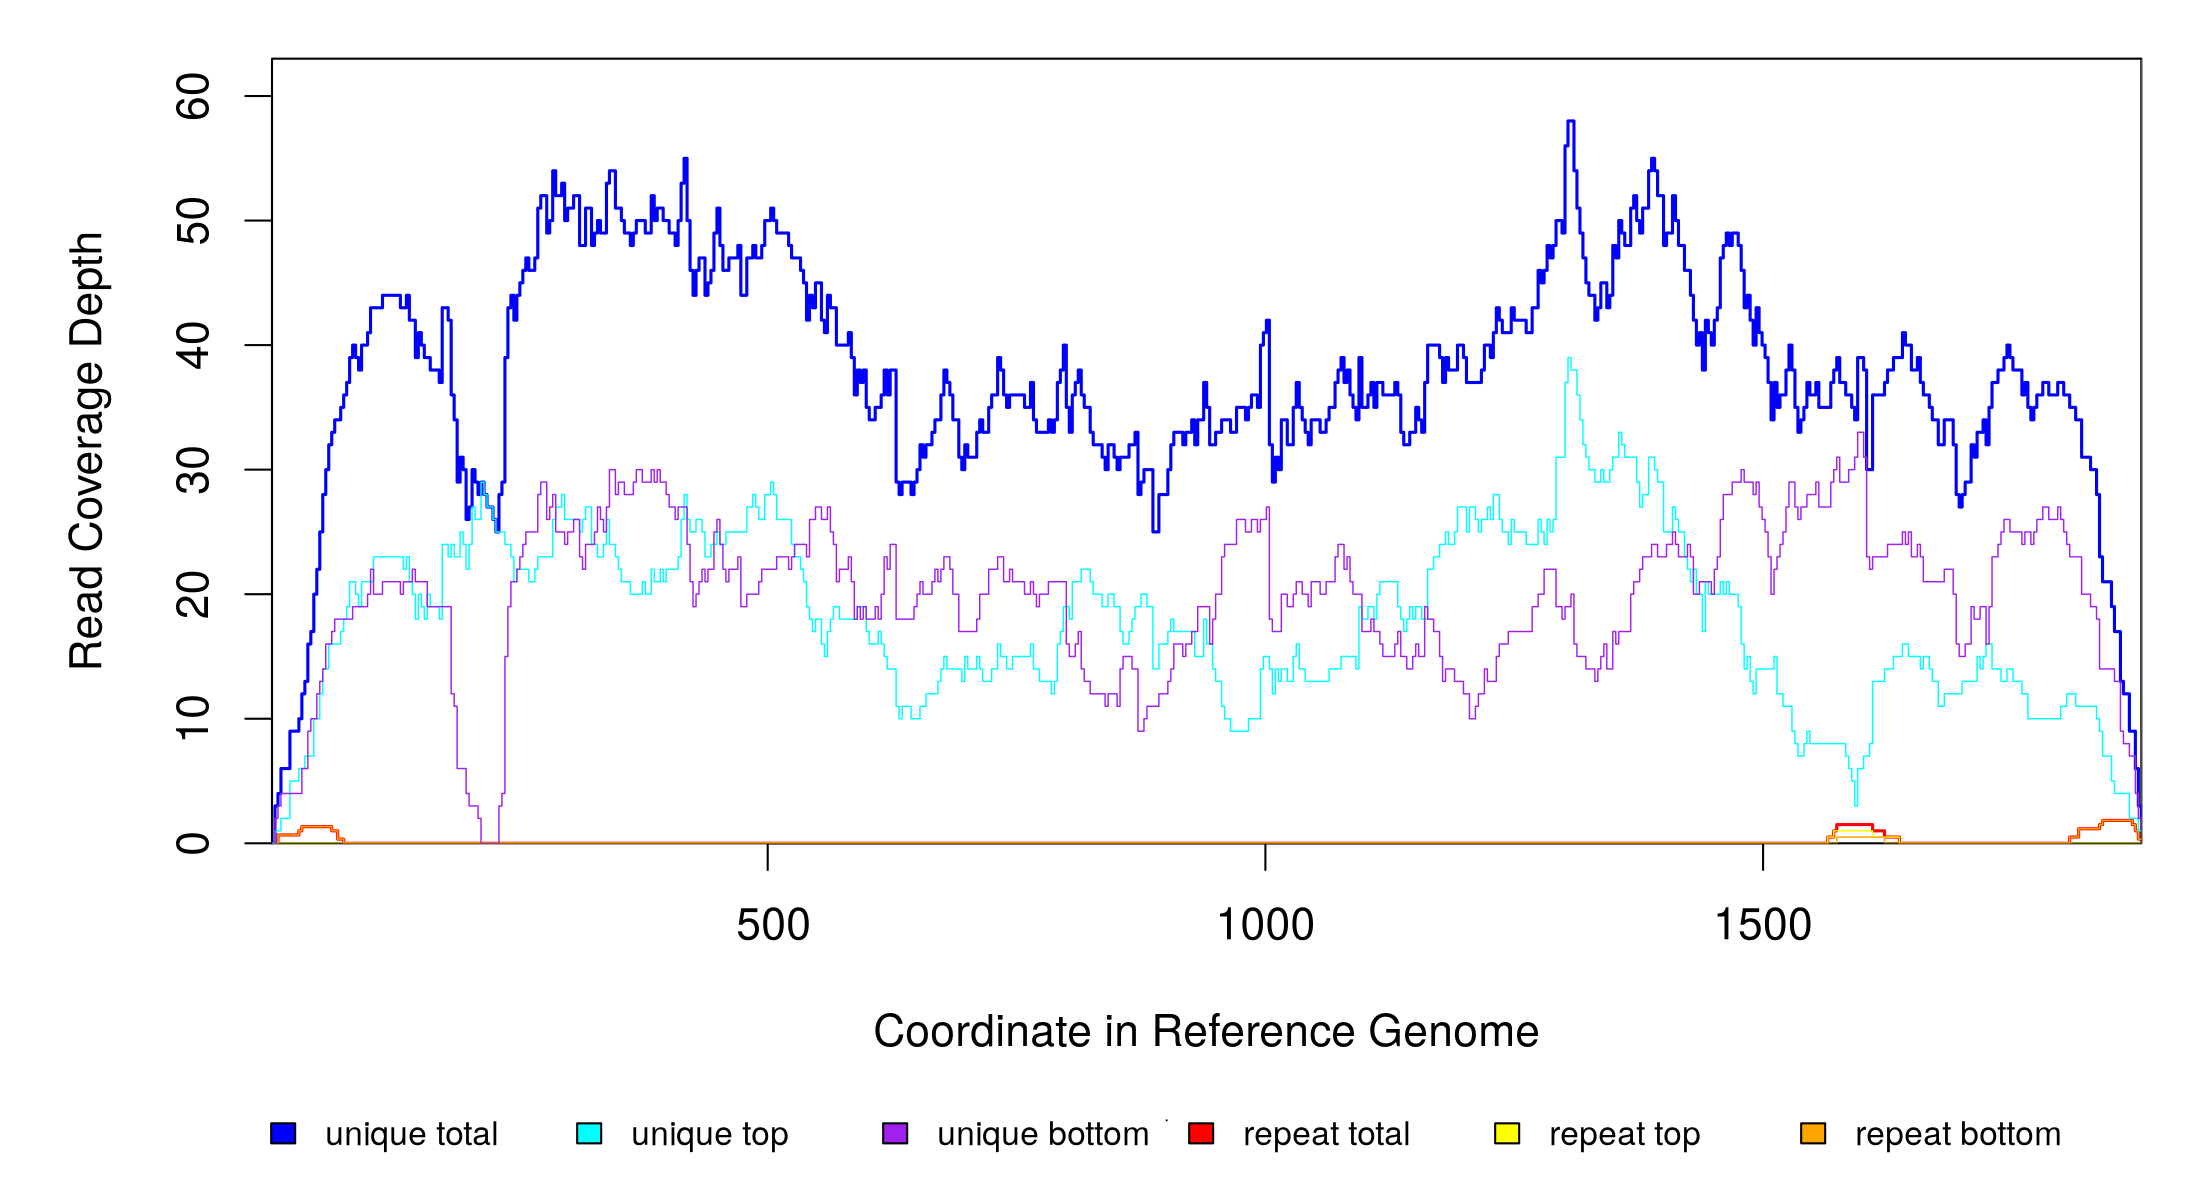 Read Coverage Depth
60
50
40
30
20
10
0
500 1000 1500
Coordinate in Reference Genome
unique total unique top unique bottom repeat total repeat top repeat bottom